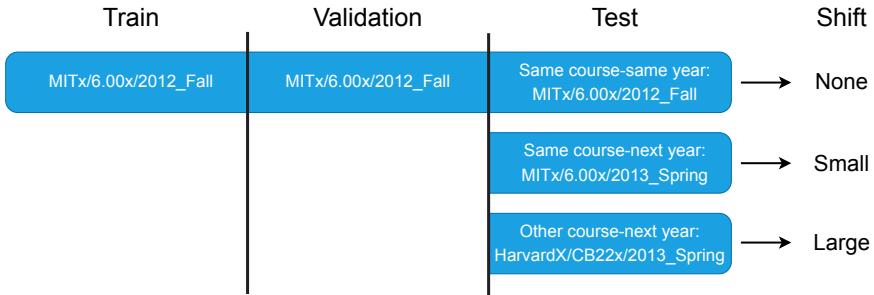 Train Validation Test Shift
MITx/6.00x/2012_Fall MITx/6.00x/2012_Fall Same course-same year:
MITx/6.00x/2012_Fall None
Same course-next year:
MITx/6.00x/2013_Spring Small
Other course-next year:
HarvardX/CB22x/2013_Spring Large